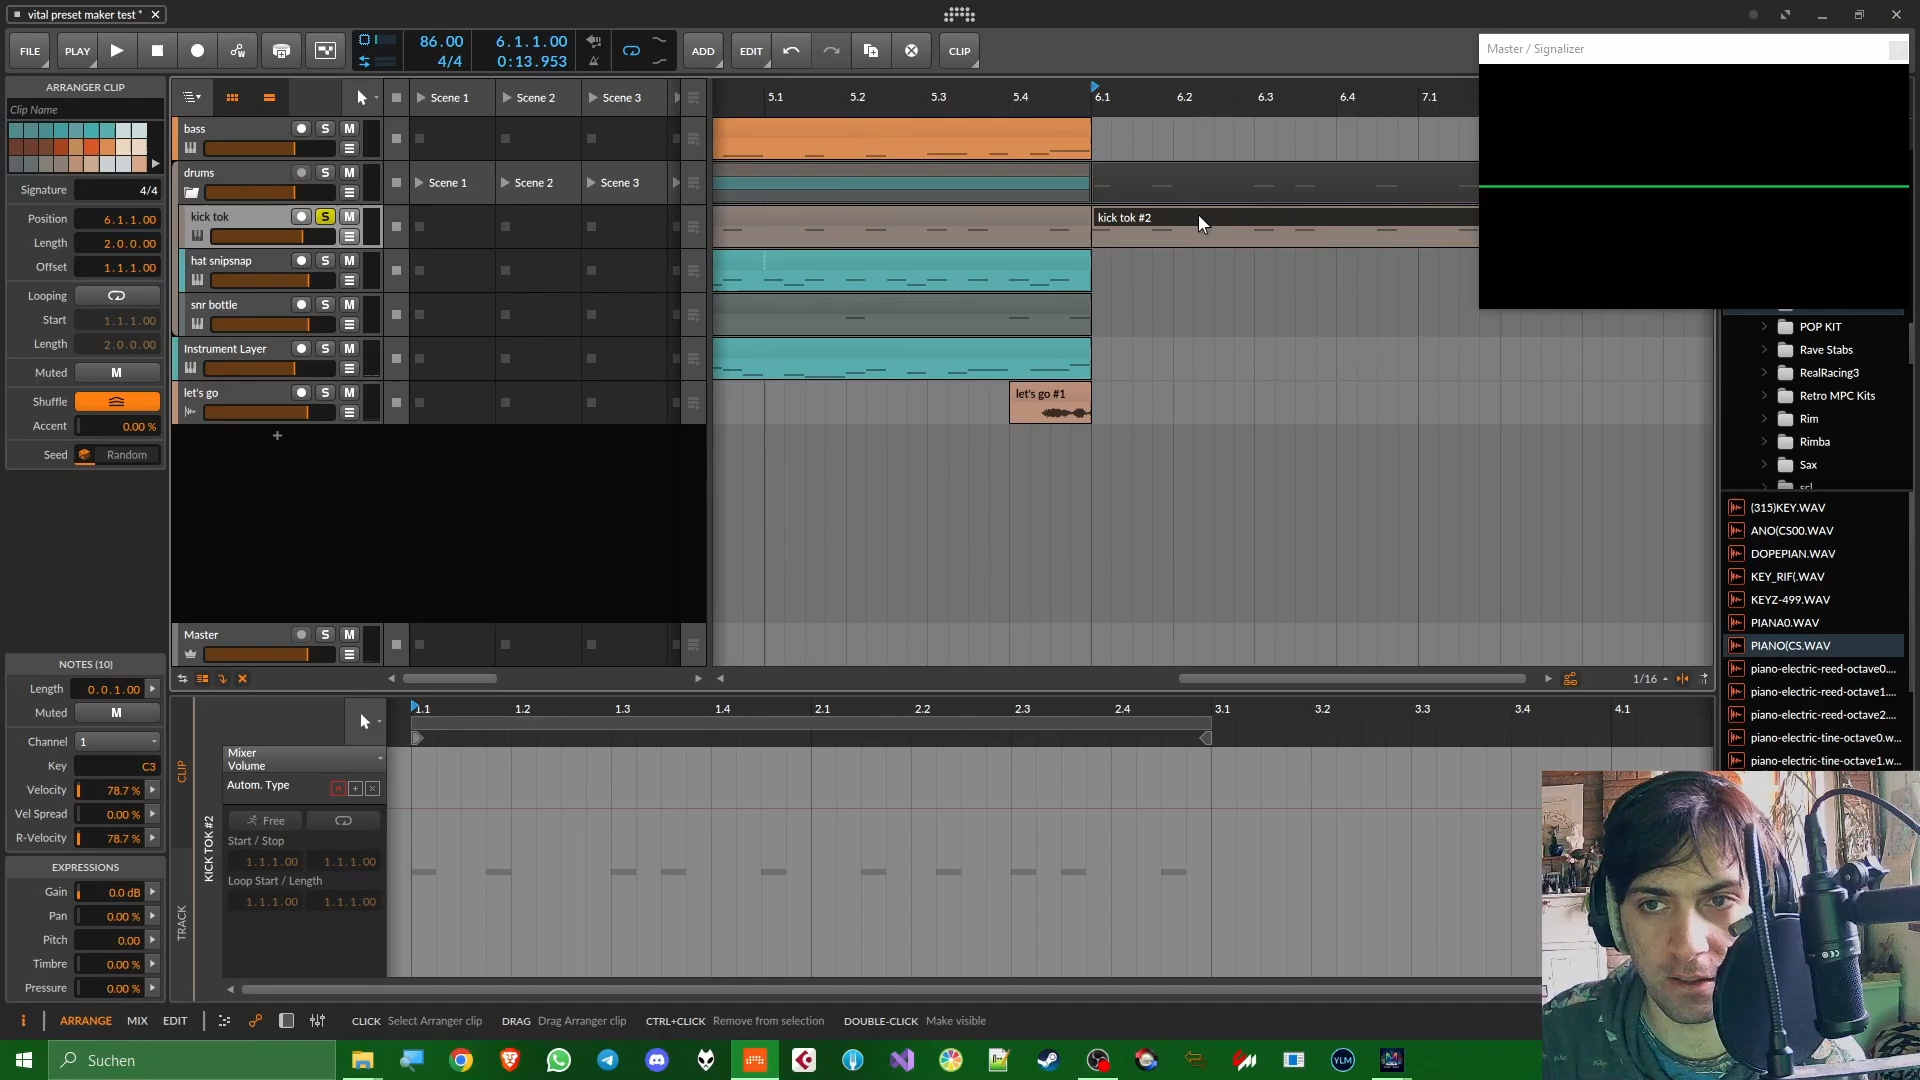 vital preset maker test *
FILE
PLAY
86.00
4/4
6.1.1.00
0:13.953
ADD
EDIT
CLIP
Master / Signalizer
ARRANGER CLIP
Clip Name
Signature 4/4
Position 6.1.1.00
Length 2.0.0.00
Offset 1.1.1.00
Looping
Start 1.1.1.00
Length 2.0.0.00
Muted M
Shuffle
Accent 0.00 %
Seed Random
Scene 1 Scene 2 Scene 3
5.1 5.2 5.3 5.4 6.1 6.2 6.3 6.4 7.1
bass S M
drums S M
Scene 1 Scene 2 Scene 3
kick tok S M
kick tok #2
hat snipsnap S M
snr bottle S M
Instrument Layer S M
let's go S M
let's go #1
Master S M
1/16
POP KIT
Rave Stabs
RealRacing3
Retro MPC Kits
Rim
Rimba
Sax
(315)KEY.WAV
ANO(CS00.WAV
DOPEPIAN.WAV
KEY_RIF(.WAV
KEYZ-499.WAV
PIANA0.WAV
PIANO(CS.WAV
piano-electric-reed-octave0....
piano-electric-reed-octave1....
piano-electric-reed-octave2....
piano-electric-tine-octave0.w...
piano-electric-tine-octave1.w...
NOTES (10)
Length 0.0.1.00
Muted M
Channel 1
Key C3
Velocity 78.7 %
Vel Spread 0.00 %
R-Velocity 78.7 %
EXPRESSIONS
Gain 0.0 dB
Pan 0.00 %
Pitch 0.00
Timbre 0.00 %
Pressure 0.00 %
CLIP
TRACK
KICK TOK #2
1.1 1.2 1.3 1.4 2.1 2.2 2.3 2.4 3.1 3.2 3.3 3.4 4.1
Mixer
Volume
Autom. Type
Free
Start / Stop
1.1.1.00 1.1.1.00
Loop Start / Length
1.1.1.00 1.1.1.00
i ARRANGE MIX EDIT
CLICK Select Arranger clip DRAG Drag Arranger clip CTRL+CLICK Remove from selection DOUBLE-CLICK Make visible
Suchen
YLM